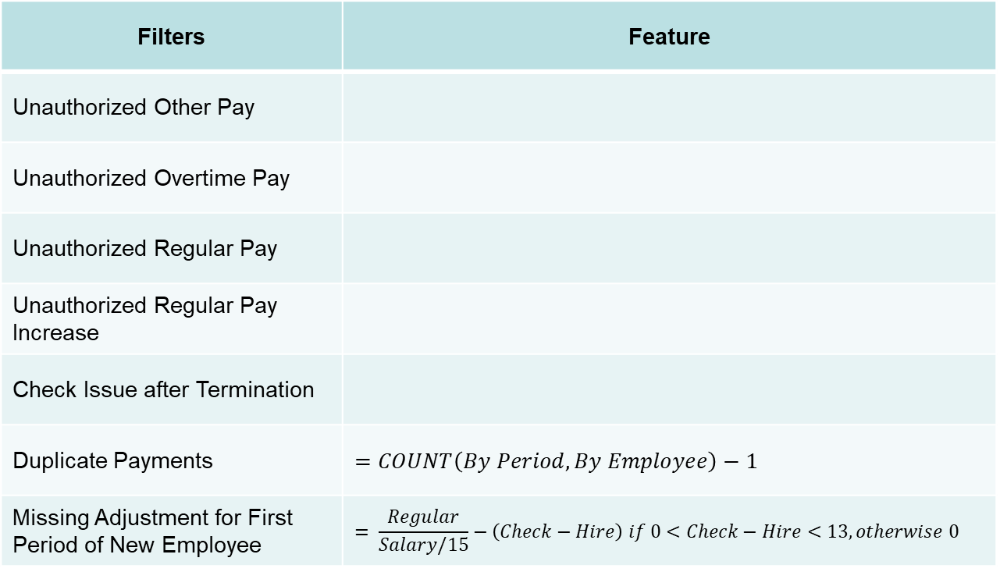 Filters Feature
Unauthorized Other Pay
Unauthorized Overtime Pay
Unauthorized Regular Pay
Unauthorized Regular Pay
Increase
Check Issue after Termination
Duplicate Payments = COUNT(By Period, By Employee) − 1
Missing Adjustment for First
Period of New Employee
= Regular / Salary/15 − (Check − Hire) if 0 < Check − Hire < 13, otherwise 0